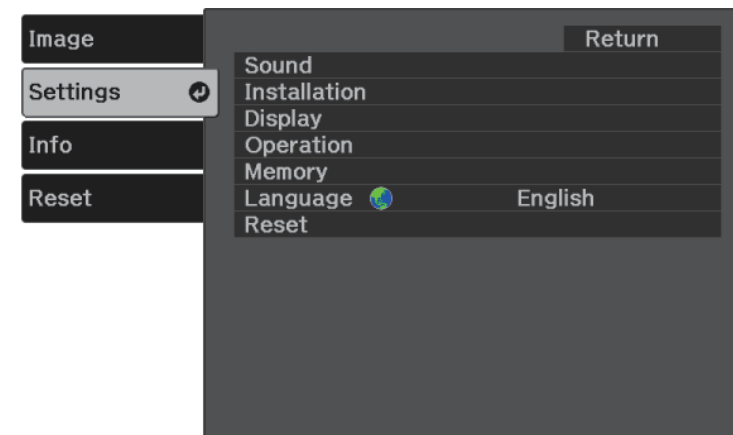 Image
Settings
Info
Reset
Return
Sound
Installation
Display
Operation
Memory
Language English
Reset